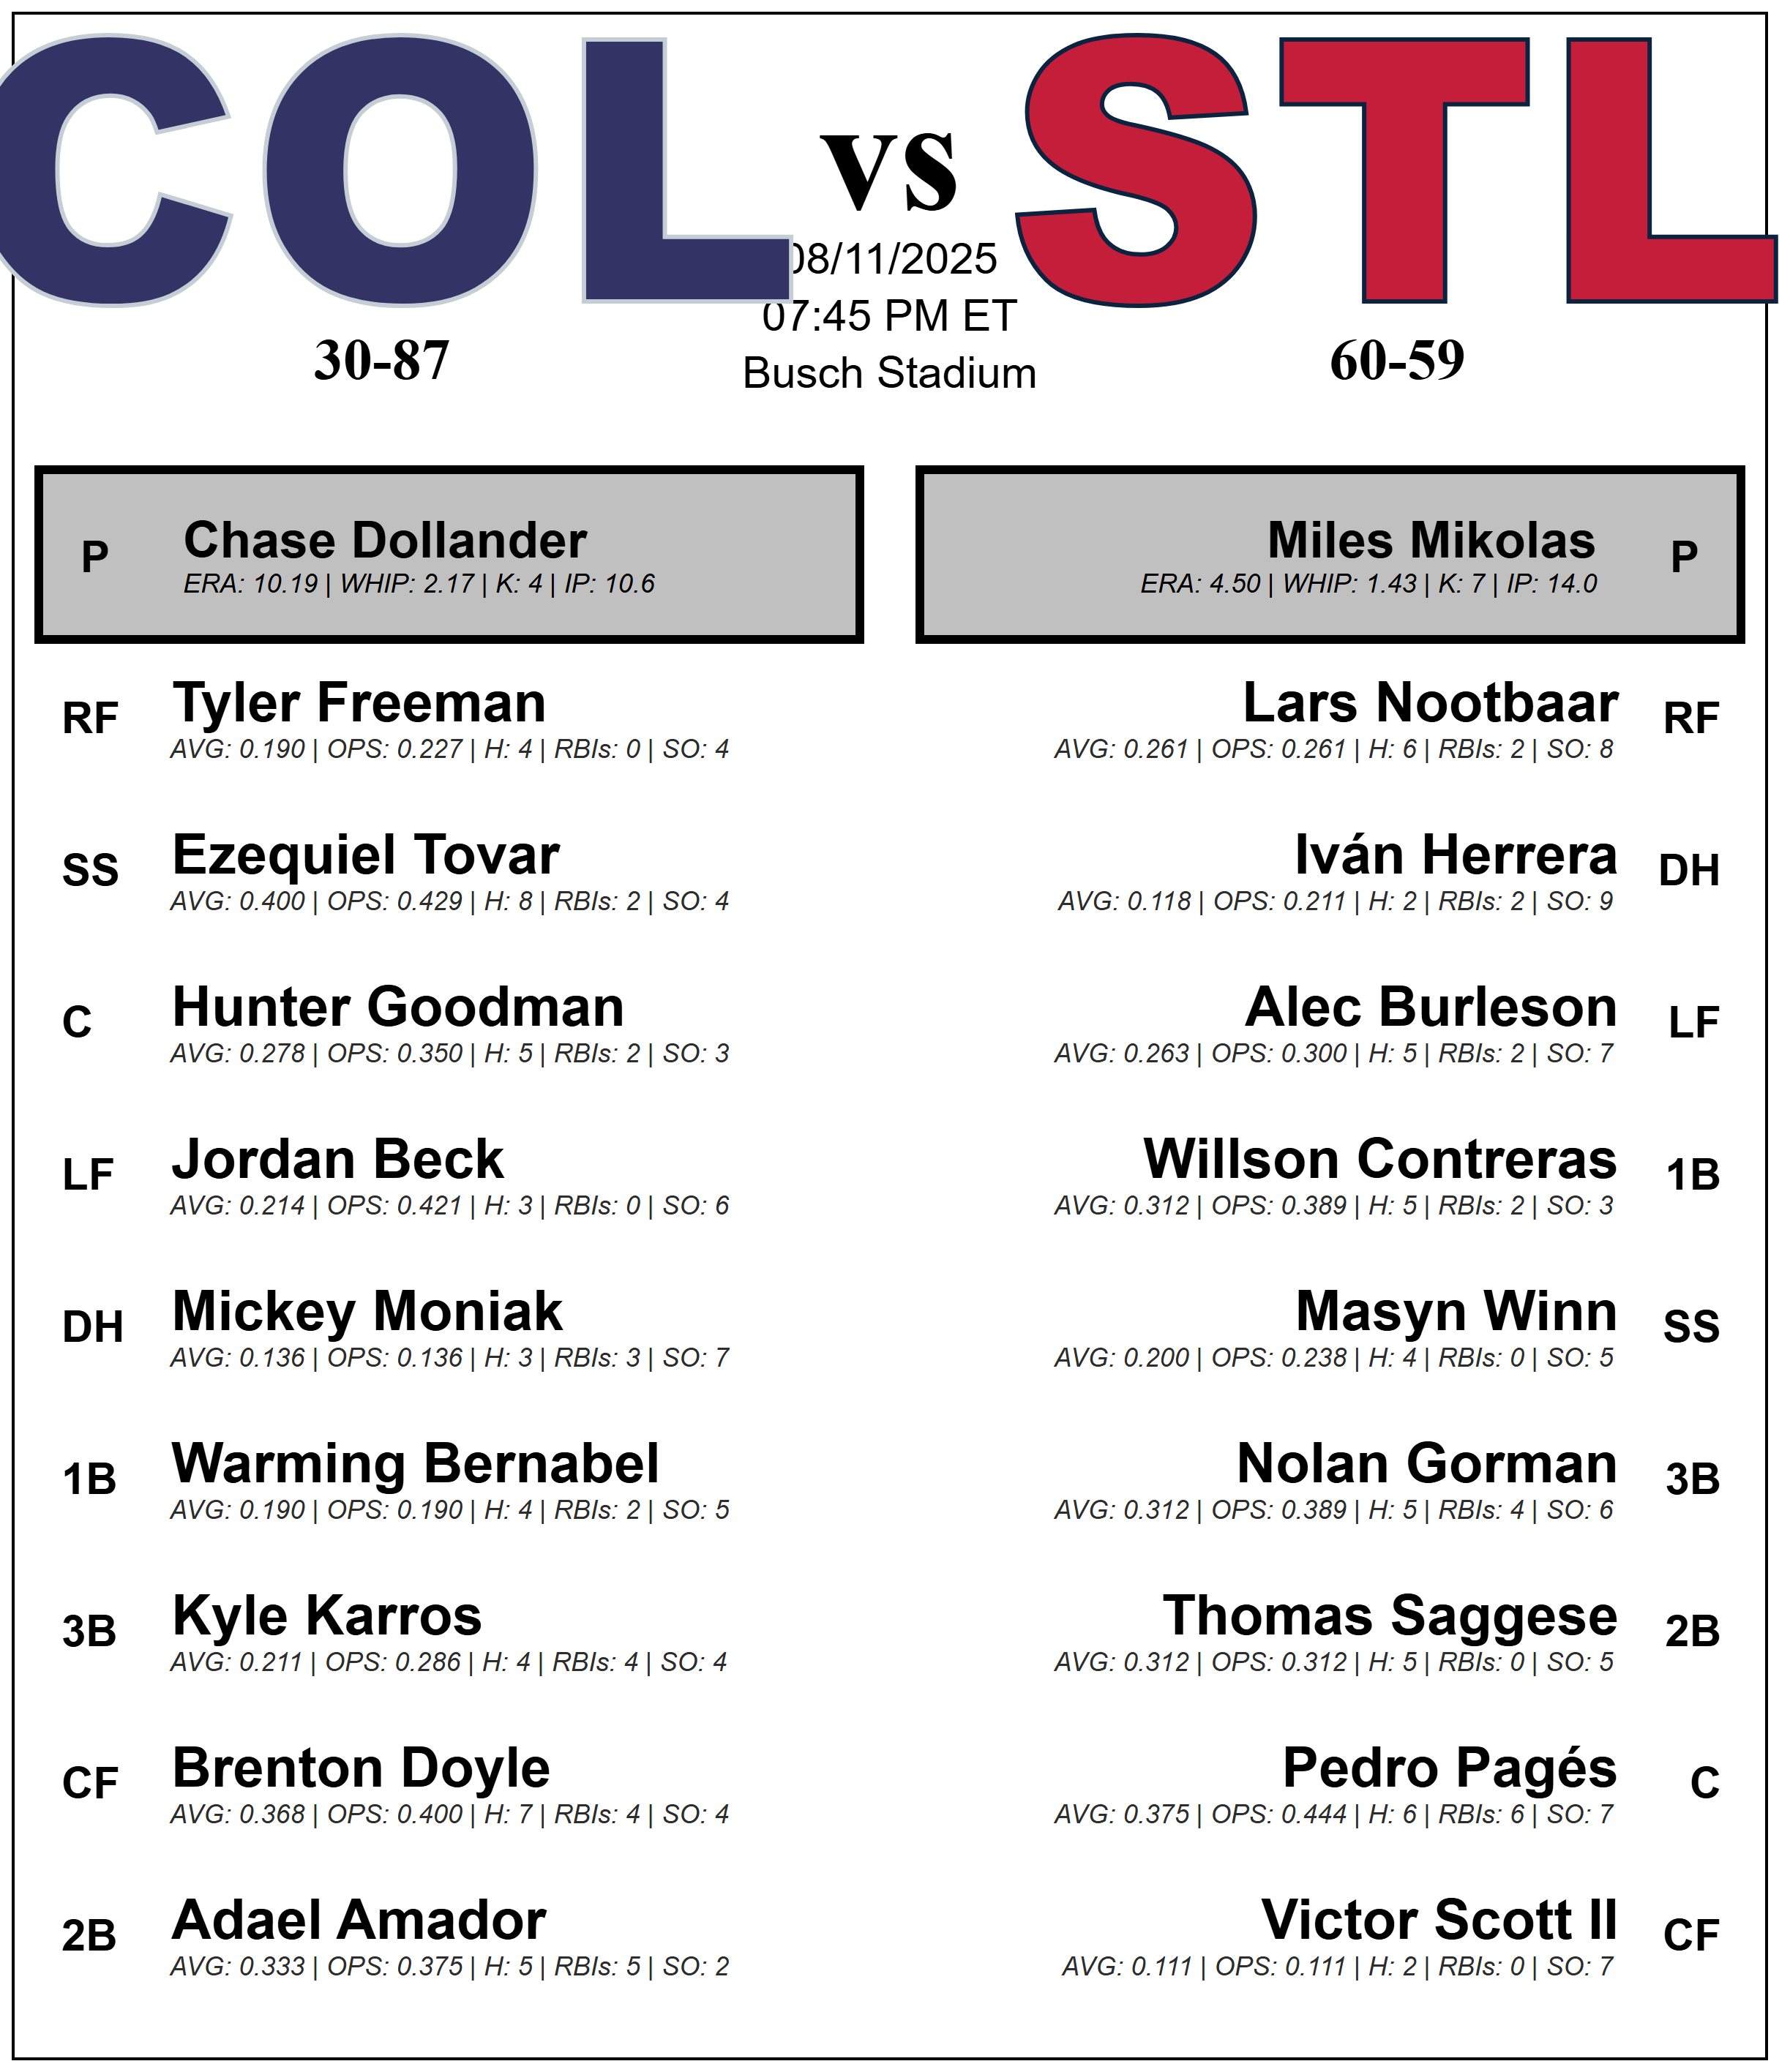 COL vs STL
08/11/2025
07:45 PM ET
Busch Stadium
30-87
60-59
P Chase Dollander
ERA: 10.19 | WHIP: 2.17 | K: 4 | IP: 10.6
Miles Mikolas P
ERA: 4.50 | WHIP: 1.43 | K: 7 | IP: 14.0
RF Tyler Freeman
AVG: 0.190 | OPS: 0.227 | H: 4 | RBIs: 0 | SO: 4
Lars Nootbaar RF
AVG: 0.261 | OPS: 0.261 | H: 6 | RBIs: 2 | SO: 8
SS Ezequiel Tovar
AVG: 0.400 | OPS: 0.429 | H: 8 | RBIs: 2 | SO: 4
Iván Herrera DH
AVG: 0.118 | OPS: 0.211 | H: 2 | RBIs: 2 | SO: 9
C Hunter Goodman
AVG: 0.278 | OPS: 0.350 | H: 5 | RBIs: 2 | SO: 3
Alec Burleson LF
AVG: 0.263 | OPS: 0.300 | H: 5 | RBIs: 2 | SO: 7
LF Jordan Beck
AVG: 0.214 | OPS: 0.421 | H: 3 | RBIs: 0 | SO: 6
Willson Contreras 1B
AVG: 0.312 | OPS: 0.389 | H: 5 | RBIs: 2 | SO: 3
DH Mickey Moniak
AVG: 0.136 | OPS: 0.136 | H: 3 | RBIs: 3 | SO: 7
Masyn Winn SS
AVG: 0.200 | OPS: 0.238 | H: 4 | RBIs: 0 | SO: 5
1B Warming Bernabel
AVG: 0.190 | OPS: 0.190 | H: 4 | RBIs: 2 | SO: 5
Nolan Gorman 3B
AVG: 0.312 | OPS: 0.389 | H: 5 | RBIs: 4 | SO: 6
3B Kyle Karros
AVG: 0.211 | OPS: 0.286 | H: 4 | RBIs: 4 | SO: 4
Thomas Saggese 2B
AVG: 0.312 | OPS: 0.312 | H: 5 | RBIs: 0 | SO: 5
CF Brenton Doyle
AVG: 0.368 | OPS: 0.400 | H: 7 | RBIs: 4 | SO: 4
Pedro Pagés C
AVG: 0.375 | OPS: 0.444 | H: 6 | RBIs: 6 | SO: 7
2B Adael Amador
AVG: 0.333 | OPS: 0.375 | H: 5 | RBIs: 5 | SO: 2
Victor Scott II CF
AVG: 0.111 | OPS: 0.111 | H: 2 | RBIs: 0 | SO: 7